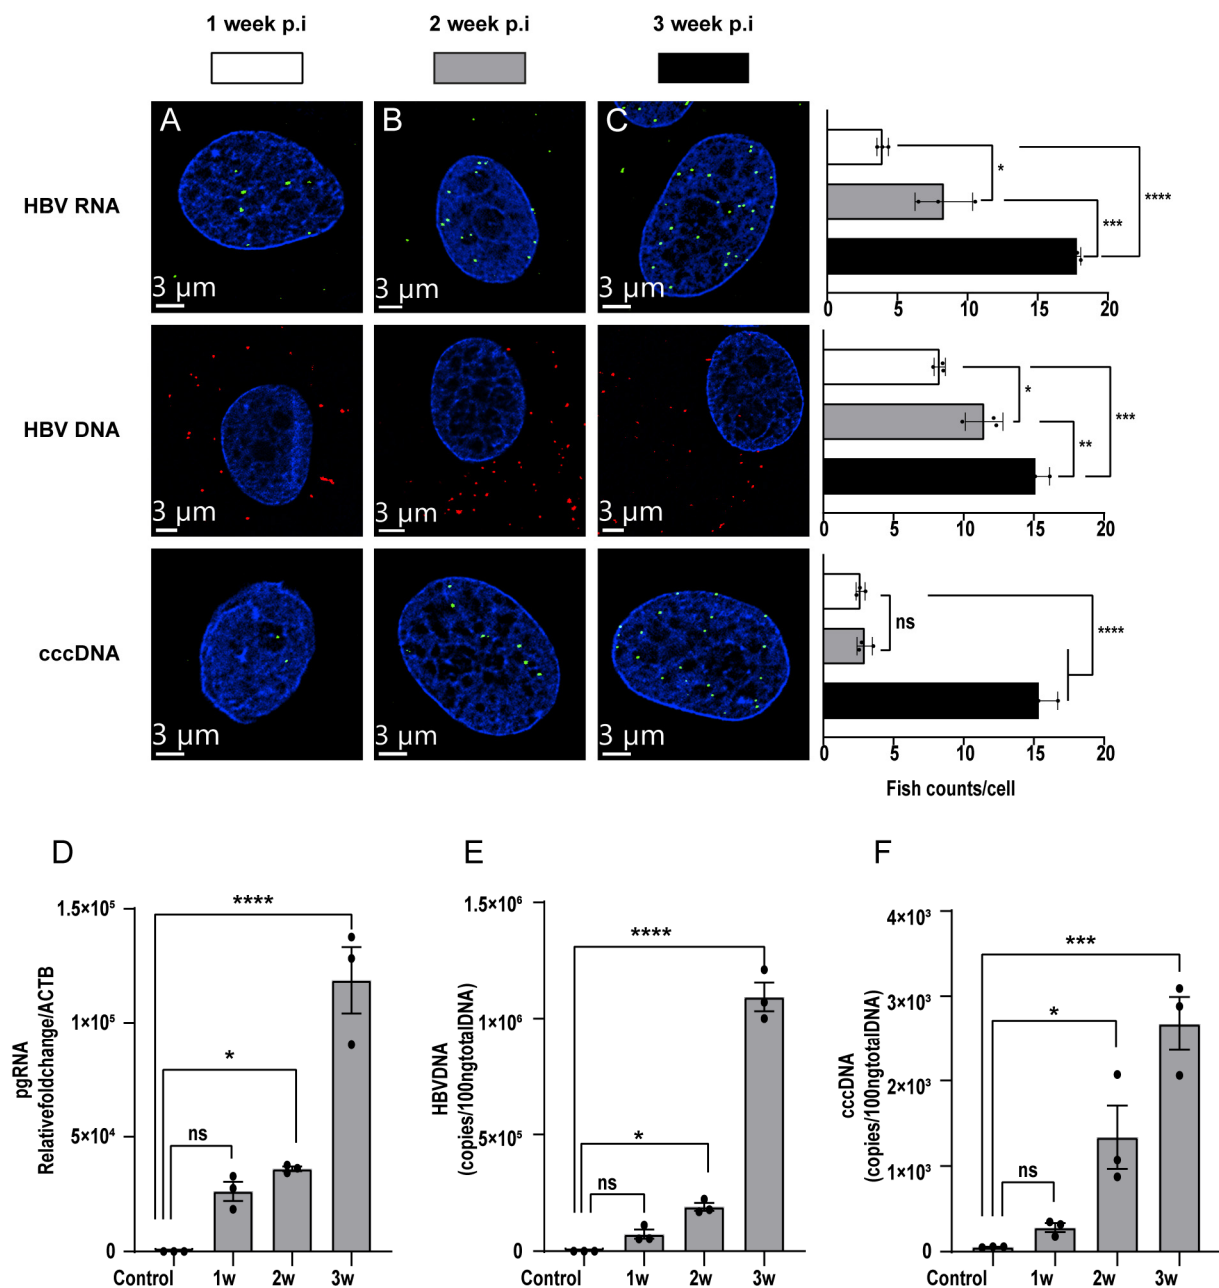 1 week p.i 2 week p.i 3 week p.i
A B C
HBV RNA
3 µm 3 µm 3 µm
*
***
****
0 5 10 15 20
HBV DNA
3 µm 3 µm 3 µm
*
**
***
0 5 10 15 20
cccDNA
3 µm 3 µm 3 µm
ns
****
0 5 10 15 20
Fish counts/cell
D
pgRNA
Relativefoldchange/ACTB
1.5×10⁵
1×10⁵
5×10⁴
0
****
*
ns
Control 1w 2w 3w
E
HBVDNA
(copies/100ngtotalDNA)
1.5×10⁶
1×10⁶
5×10⁵
0
****
*
ns
Control 1w 2w 3w
F
cccDNA
(copies/100ngtotalDNA)
4×10³
3×10³
2×10³
1×10³
0
***
*
ns
Control 1w 2w 3w